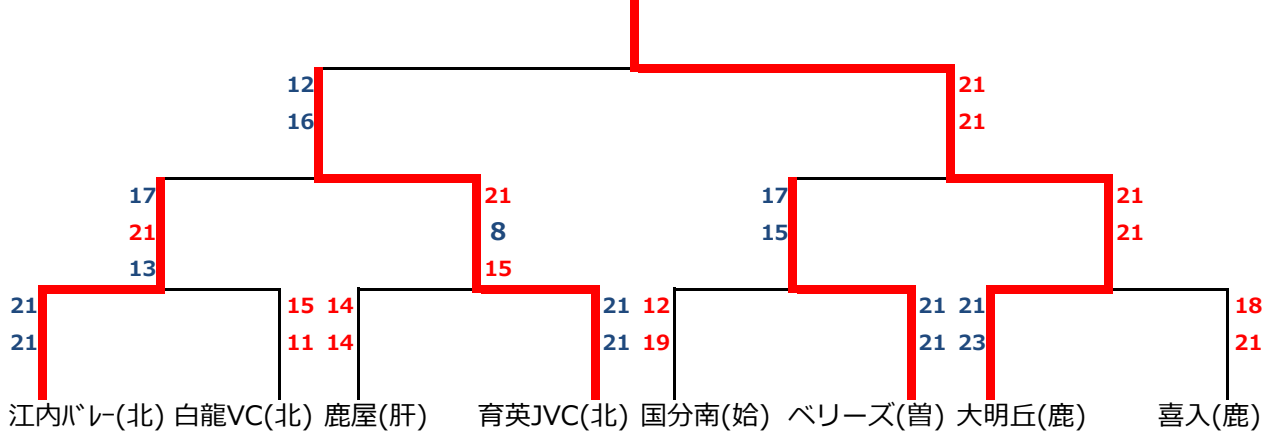 12 21
16 21
17 21 17 21
21 8 15 21
13 15
21 15 14 21 12 21 21 18
21 11 14 21 19 21 23 21
江内ﾊﾞﾚｰ(北) 白龍VC(北) 鹿屋(肝) 育英JVC(北) 国分南(姶) ベリーズ(曽) 大明丘(鹿) 喜入(鹿)